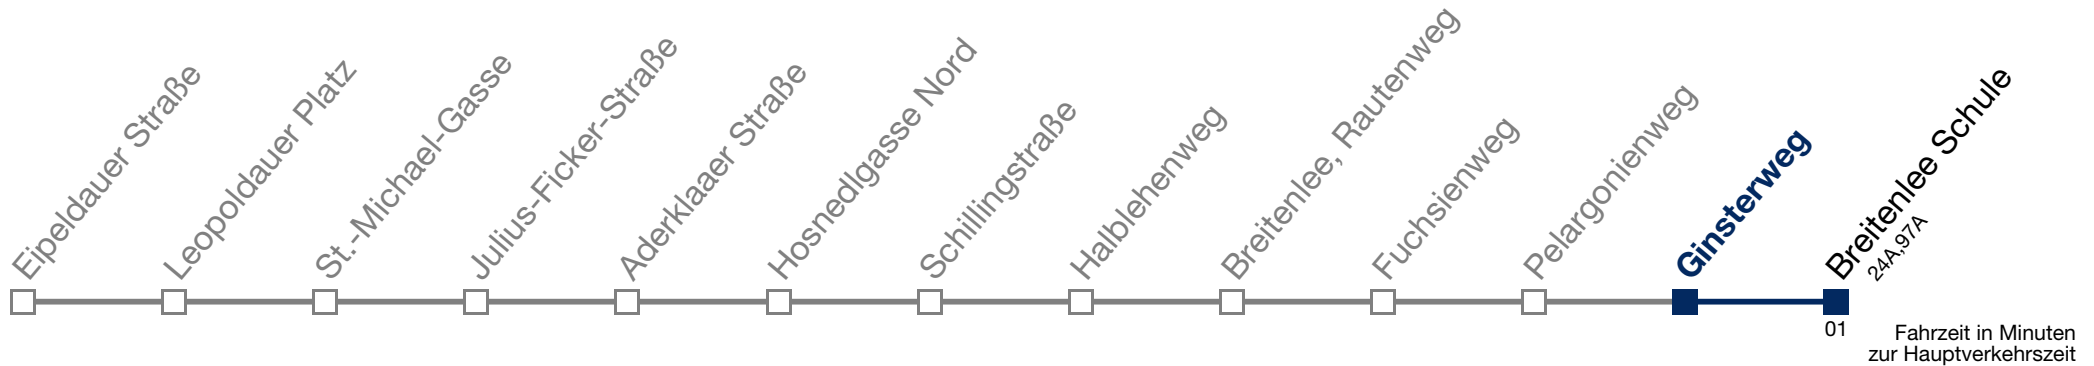 Eipeldauer Straße
Leopoldauer Platz
St.-Michael-Gasse
Julius-Ficker-Straße
Aderklaaer Straße
Hosnedlgasse Nord
Schillingstraße
Halblehenweg
Breitenlee, Rautenweg
Fuchsienweg
Pelargonienweg
Ginsterweg
Breitenlee Schule
24A,97A
01
Fahrzeit in Minuten
zur Hauptverkehrszeit